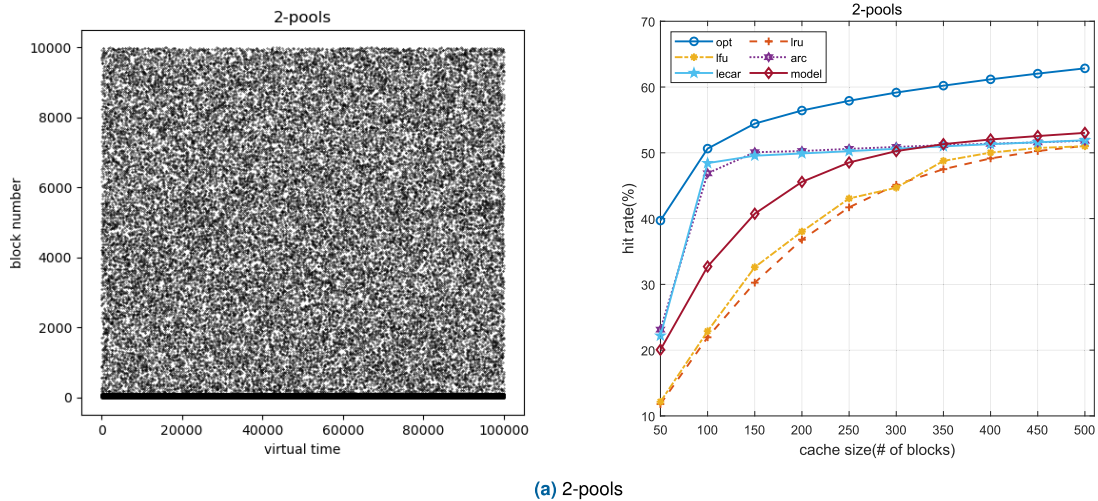 2-pools
10000
8000
6000
4000
2000
0
block number
0 20000 40000 60000 80000 100000
virtual time
2-pools
70
60
50
40
30
20
10
hit rate(%)
opt lru
lfu arc
lecar model
50 100 150 200 250 300 350 400 450 500
cache size(# of blocks)
(a) 2-pools